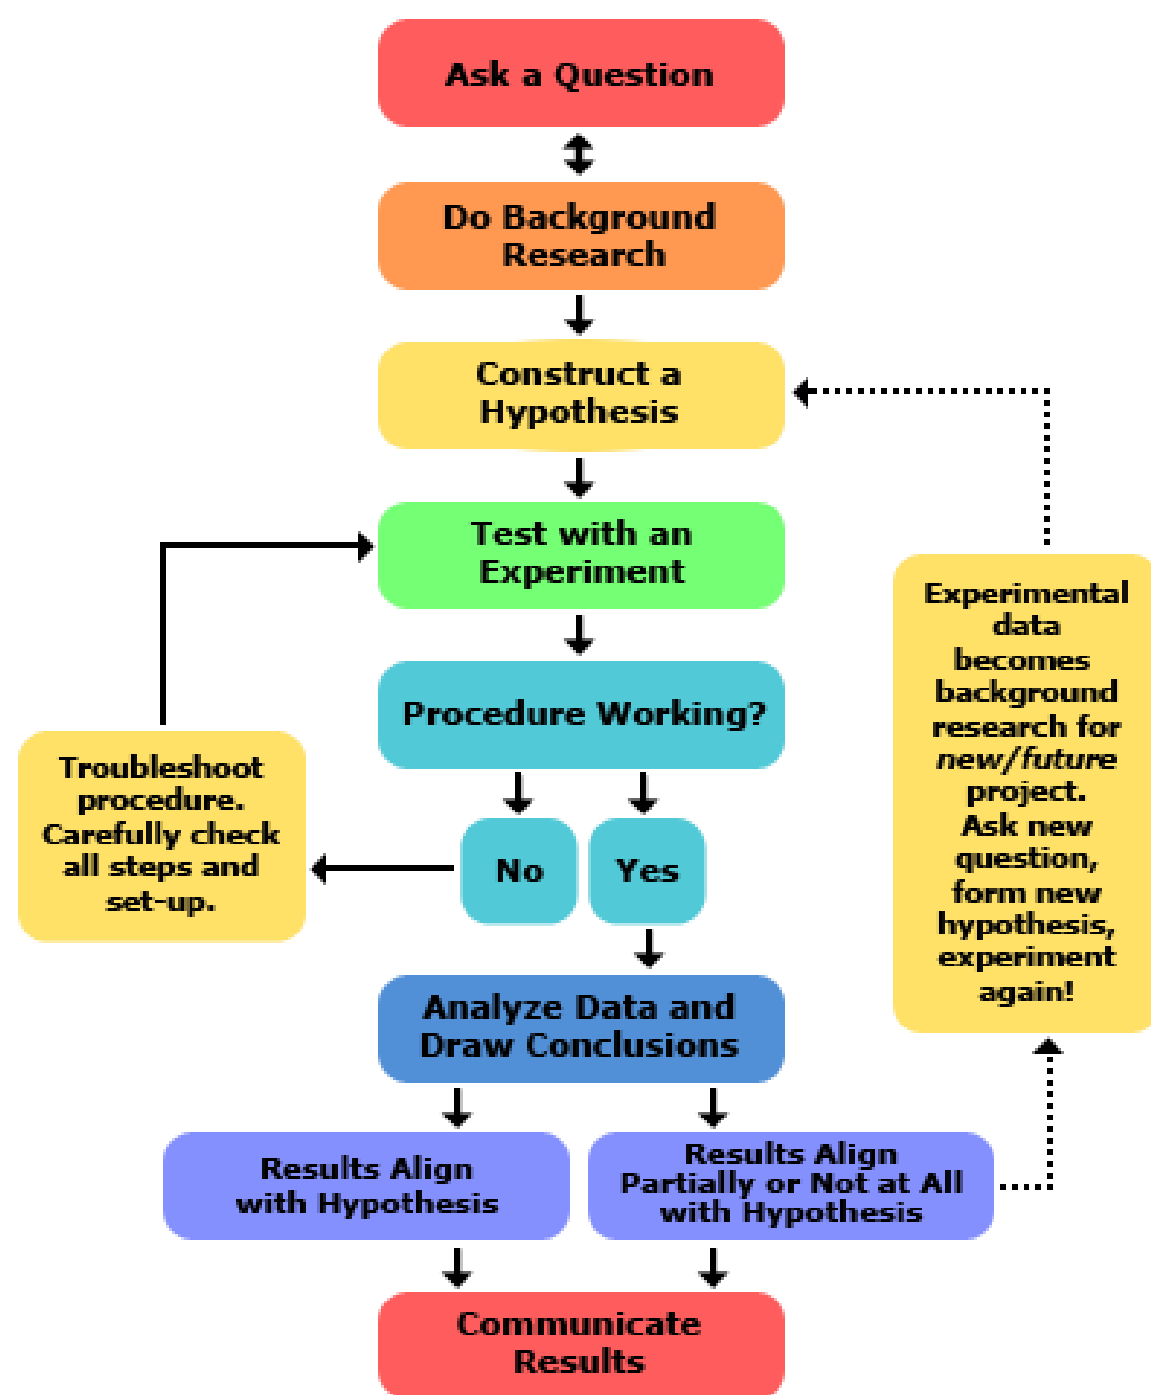 Ask a Question
Do Background
Research
Construct a
Hypothesis
Test with an
Experiment
Procedure Working?
No
Yes
Troubleshoot
procedure.
Carefully check
all steps and
set-up.
Experimental
data
becomes
background
research for
new/future
project.
Ask new
question,
form new
hypothesis,
experiment
again!
Analyze Data and
Draw Conclusions
Results Align
with Hypothesis
Results Align
Partially or Not at All
with Hypothesis
Communicate
Results